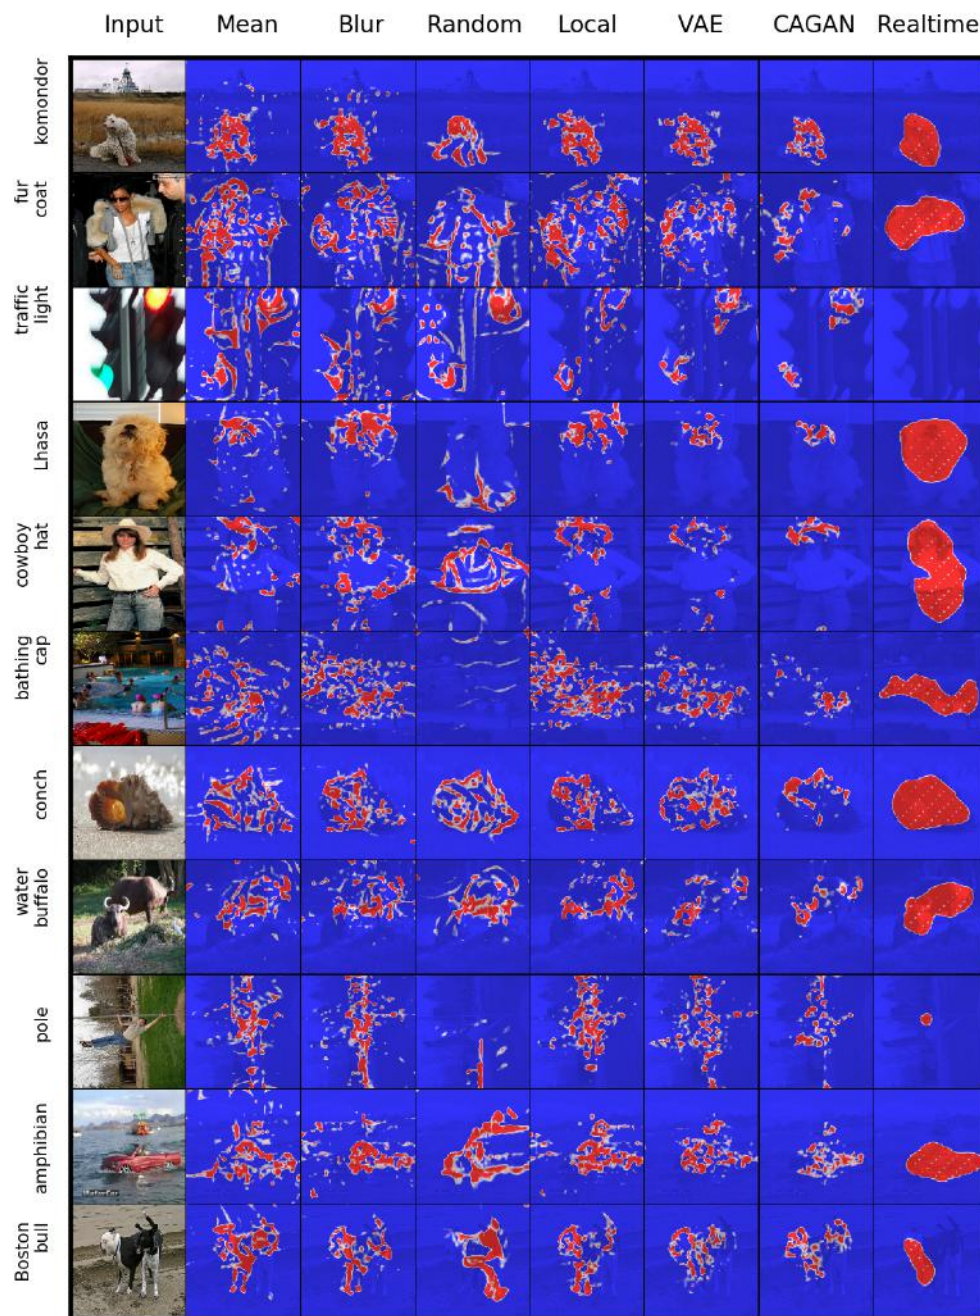 Input Mean Blur Random Local VAE CAGAN Realtime
komondor
fur
coat
traffic
light
Lhasa
cowboy
hat
bathing
cap
conch
water
buffalo
pole
amphibian
Boston
bull